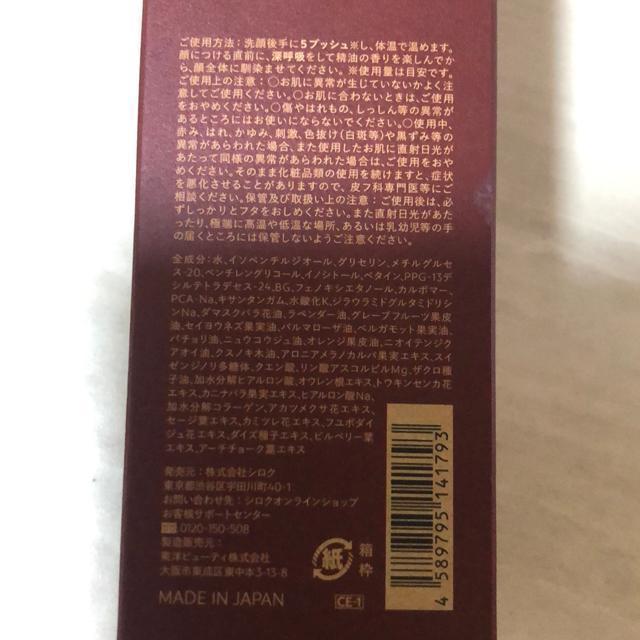 ご使用方法：洗顔後手に5プッシュ※し、体温で温めます。
顔につける直前に、深呼吸をして精油の香りを楽しんでか
ら、顔全体に馴染ませてください。※使用量は目安です。
ご使用上の注意：○お肌に異常が生じていないかよく注
意してご使用ください。○お肌に合わないときは、ご使用
をおやめください。○傷やはれもの、しっしん等の異常が
あるところにはお使いにならないでください。○使用中、
赤み、はれ、かゆみ、刺激、色抜け(白斑等)や黒ずみ等の
異常があらわれた場合、また使用したお肌に直射日光が
あたって同様の異常があらわれた場合は、ご使用をおや
めください。そのまま化粧品類の使用を続けますと、症状
を悪化させることがありますので、皮フ科専門医等にご
相談ください。保管及び取扱い上の注意：ご使用後は、必
ずしっかりとフタをおしめください。また直射日光があた
ったり、極端に高温や低温な場所、あるいは乳幼児等の手
の届くところには保管しないようご注意ください。
全成分：水、イソペンチルジオール、グリセリン、メチルグルセ
ス-20、ペンチレングリコール、イノシトール、ベタイン、PPG-13デ
シルテトラデセス-24、BG、フェノキシエタノール、カルボマー、
PCA-Na、キサンタンガム、水酸化K、ジラウラミドグルタミドリシ
ンNa、ダマスクバラ花油、ラベンダー油、グレープフルーツ果皮
油、セイヨウネズ果実油、パルマローザ油、ベルガモット果実油、
パチョリ油、ニュウコウジュ油、オレンジ果皮油、ニオイテンジク
アオイ油、クスノキ木油、アロニアメラノカルパ果実エキス、スイ
ゼンジノリ多糖体、クエン酸、リン酸アスコルビルMg、ザクロ種
子油、加水分解ヒアルロン酸、オウレン根エキス、トウキンセンカ花
エキス、カニナバラ果実エキス、ヒアルロン酸Na、
加水分解コラーゲン、アカツメクサ花エキス、
セージ葉エキス、カミツレ花エキス、フユボダイ
ジュ花エキス、ダイズ種子エキス、ビルベリー葉
エキス、アーチチョーク葉エキス
発売元：株式会社シロク
東京都渋谷区宇田川町40-1
お問い合わせ先：シロクオンラインショップ
お客様サポートセンター
0120-150-508
製造販売元：
東洋ビューティ株式会社
大阪市東成区東中本3-13-8
MADE IN JAPAN
紙
箱
枠
CE-1
4 589795 141793